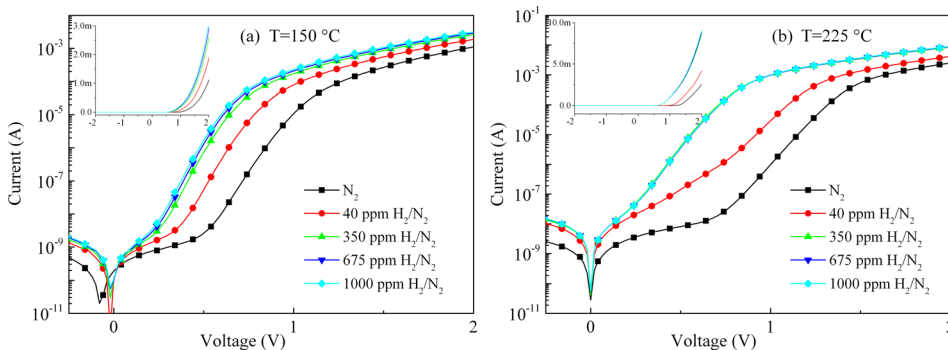 3.0m
2.0m
1.0m
0.0
-2 -1 0 1 2
(a) T=150 °C
10⁻³
10⁻⁵
10⁻⁷
10⁻⁹
10⁻¹¹
Current (A)
N₂
40 ppm H₂/N₂
350 ppm H₂/N₂
675 ppm H₂/N₂
1000 ppm H₂/N₂
0 1 2
Voltage (V)
10.0m
5.0m
0.0
-2 -1 0 1 2
(b) T=225 °C
10⁻¹
10⁻³
10⁻⁵
10⁻⁷
10⁻⁹
10⁻¹¹
Current (A)
N₂
40 ppm H₂/N₂
350 ppm H₂/N₂
675 ppm H₂/N₂
1000 ppm H₂/N₂
0 1 2
Voltage (V)